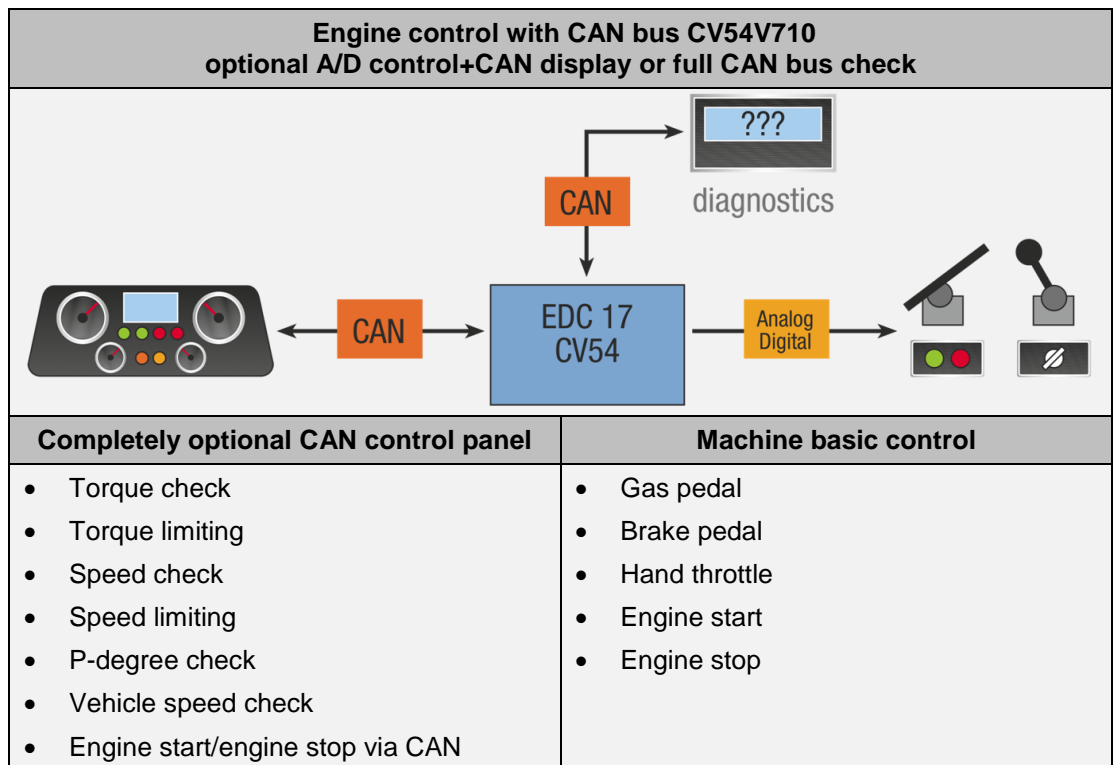 Engine control with CAN bus CV54V710
optional A/D control+CAN display or full CAN bus check
???
CAN
diagnostics
CAN
EDC 17
CV54
Analog
Digital
Completely optional CAN control panel
Machine basic control
• Torque check
• Torque limiting
• Speed check
• Speed limiting
• P-degree check
• Vehicle speed check
• Engine start/engine stop via CAN
• Gas pedal
• Brake pedal
• Hand throttle
• Engine start
• Engine stop